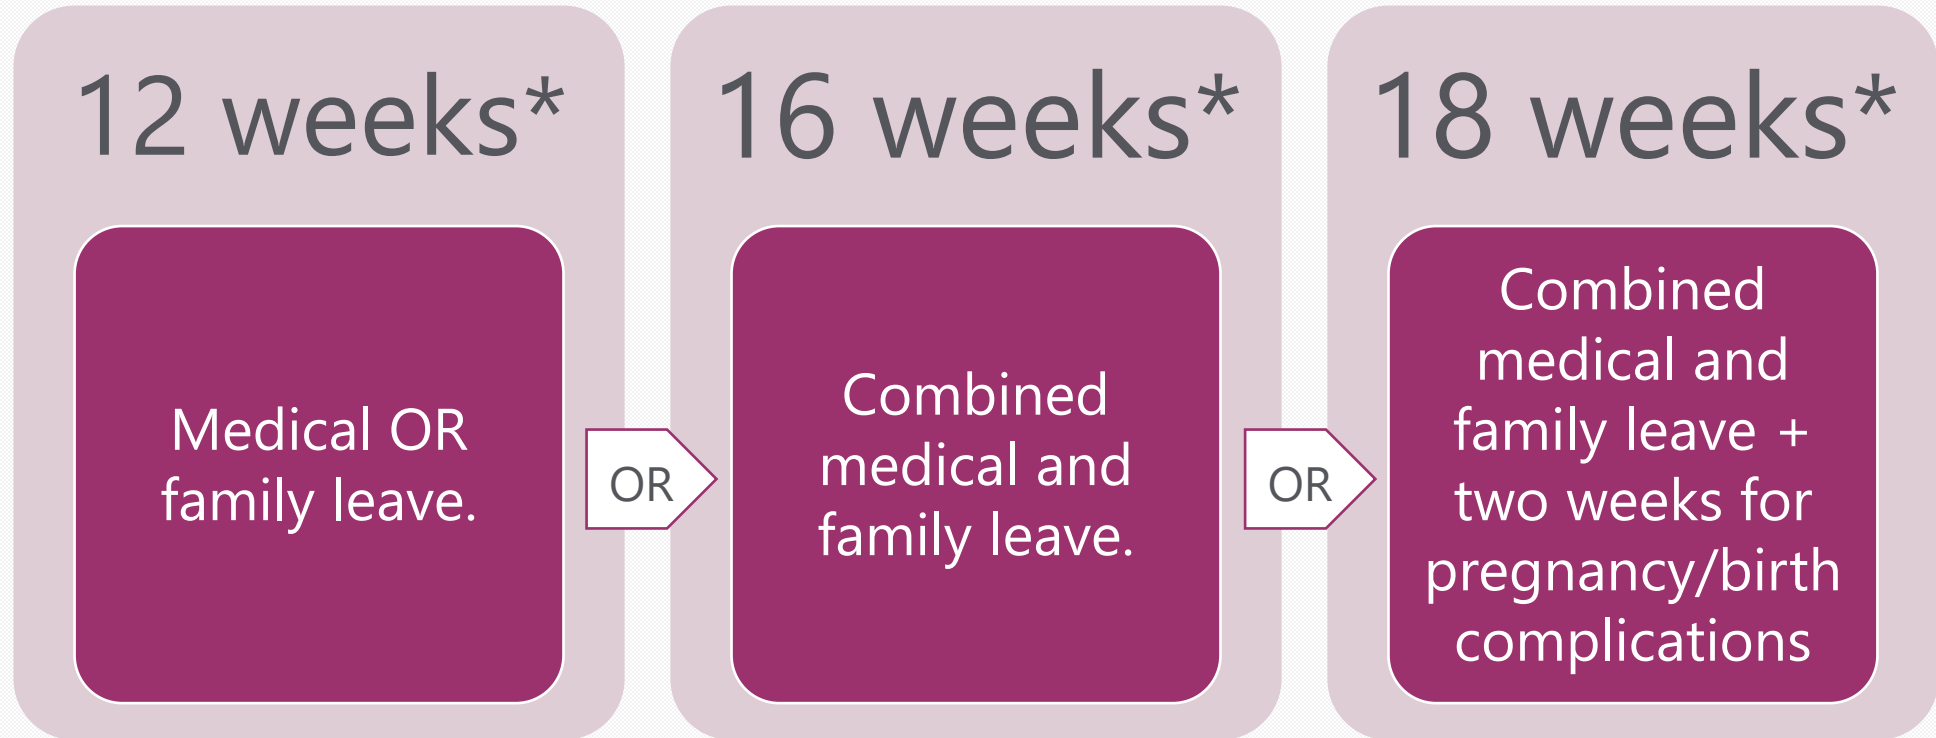 12 weeks*
Medical OR
family leave.
OR
16 weeks*
Combined
medical and
family leave.
OR
18 weeks*
Combined
medical and
family leave +
two weeks for
pregnancy/birth
complications